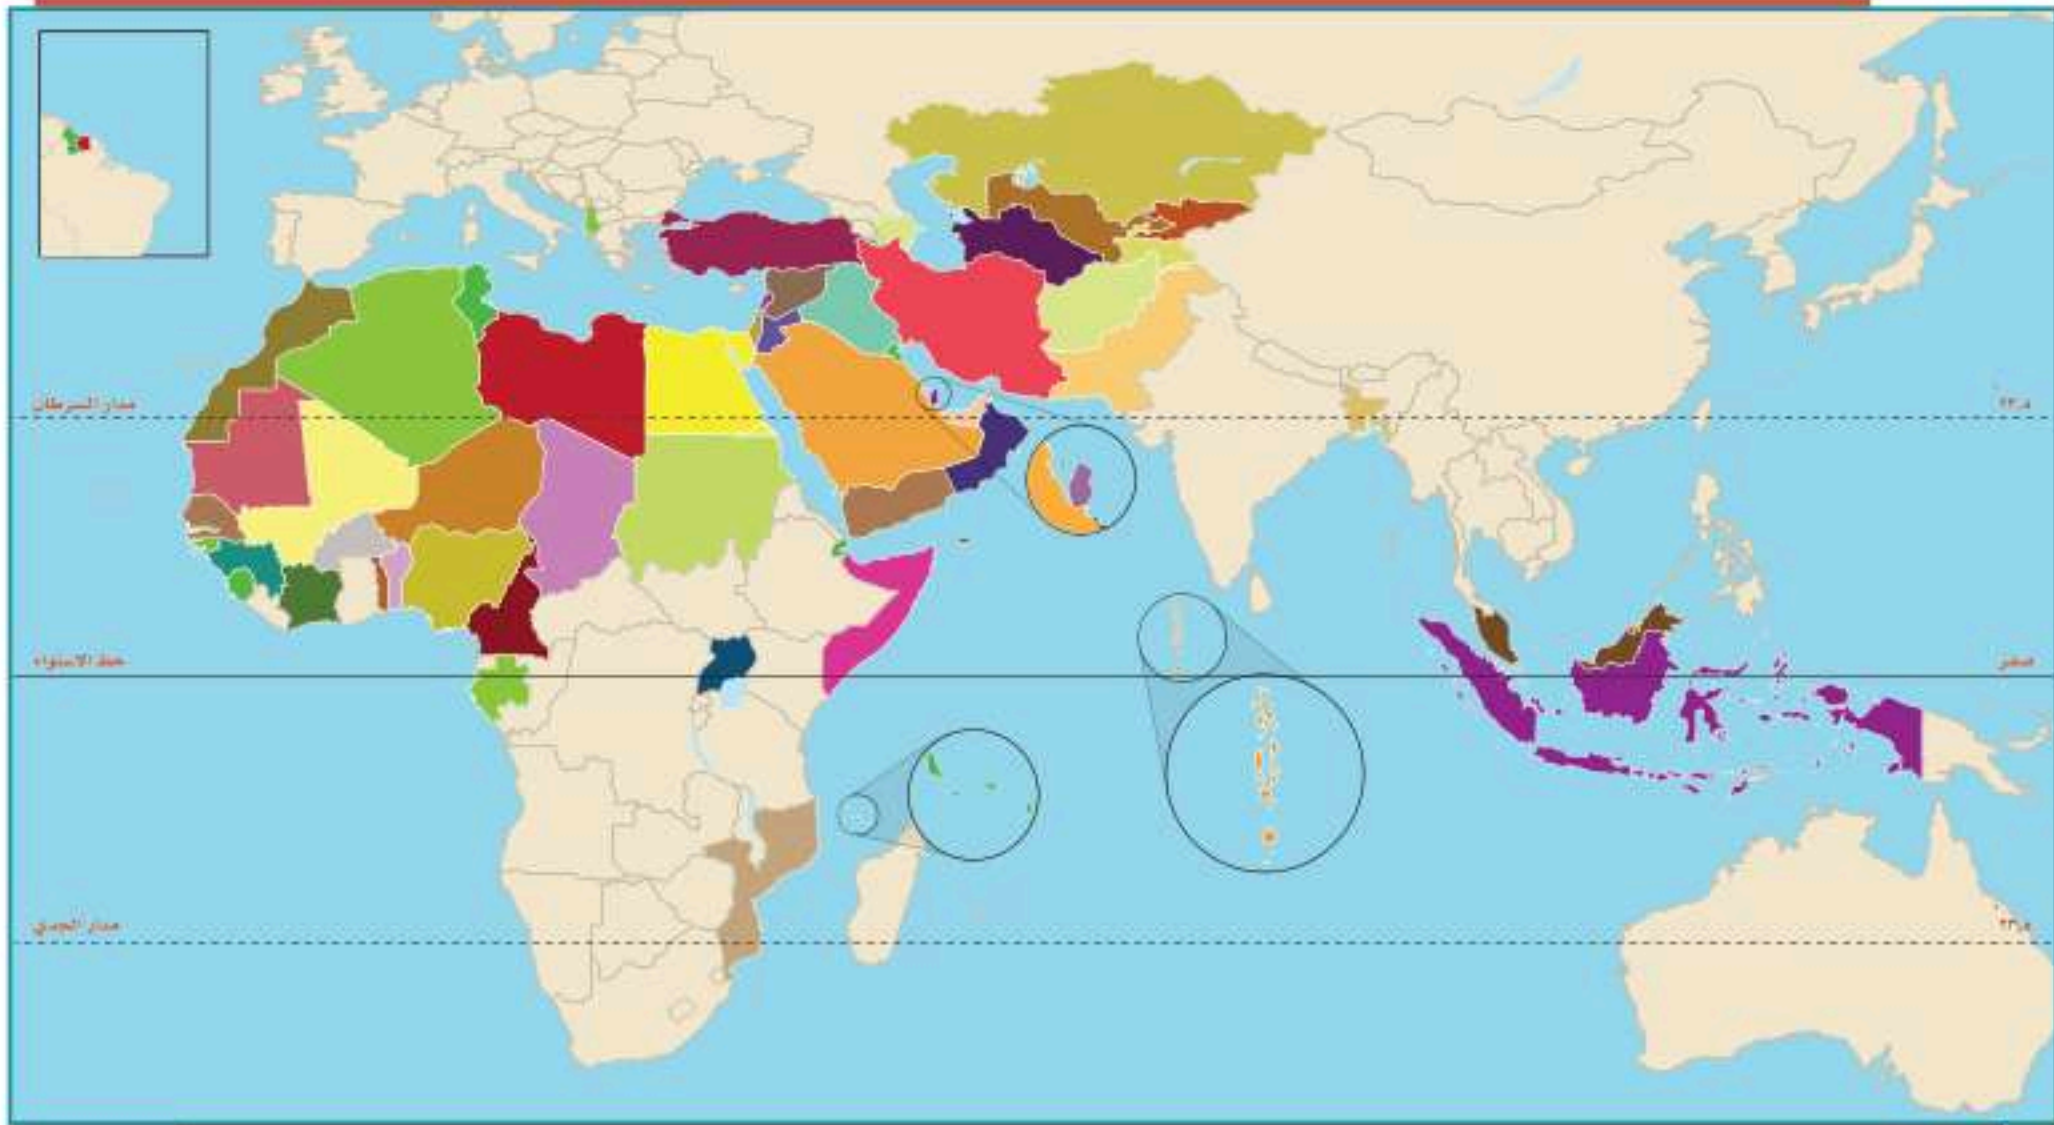 مدار السرطان
٢٣٫٥
خط الاستواء
صفر
مدار الجدي
٢٣٫٥